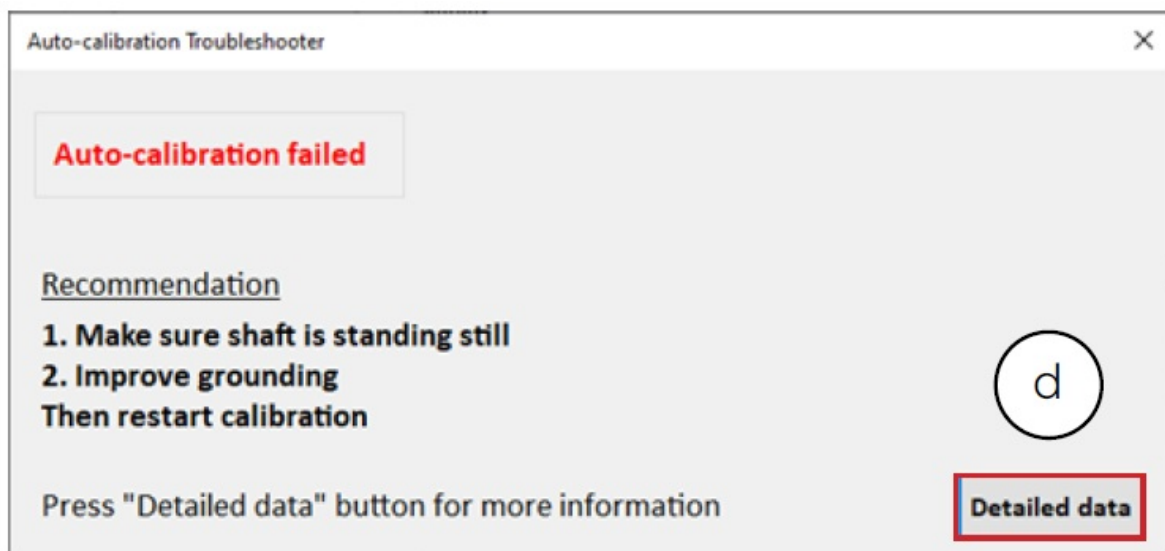 Auto-calibration Troubleshooter
Auto-calibration failed
Recommendation
1. Make sure shaft is standing still
2. Improve grounding
Then restart calibration
d
Press "Detailed data" button for more information
Detailed data